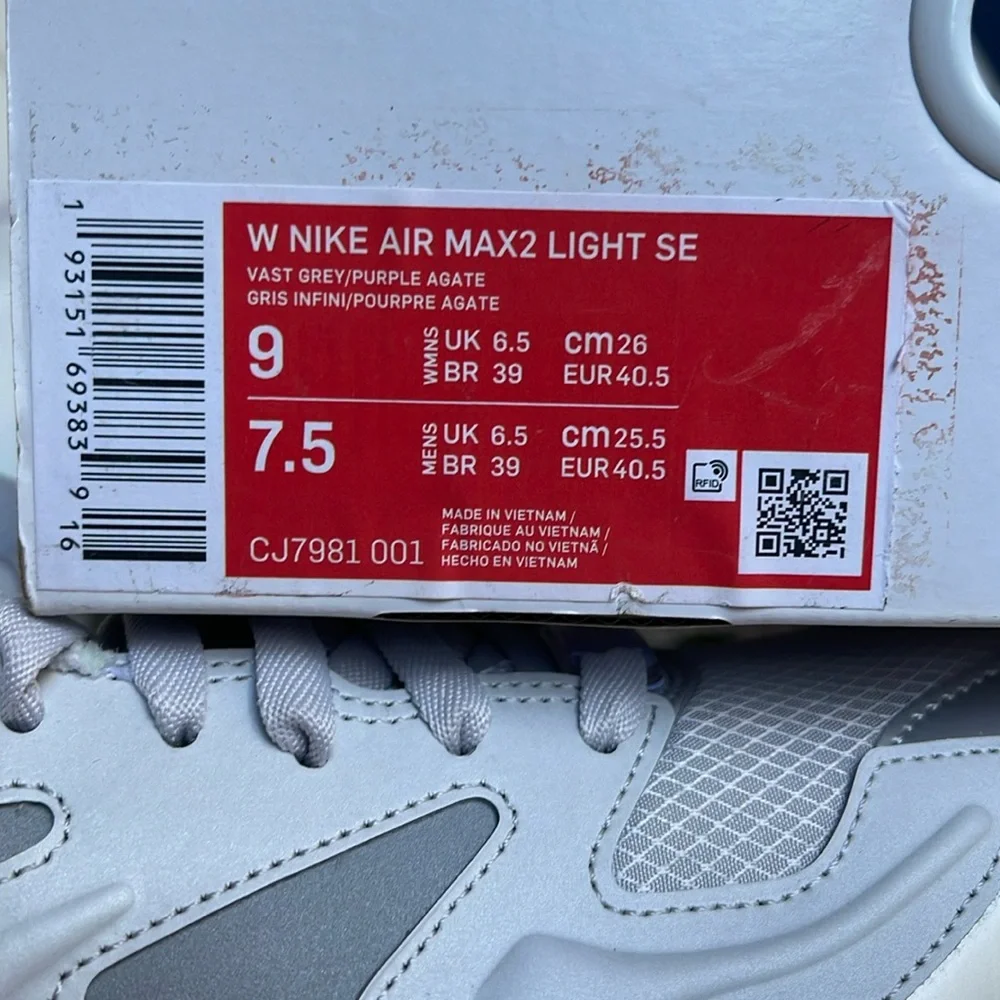 1 93151 69383 9 16
W NIKE AIR MAX2 LIGHT SE
VAST GREY/PURPLE AGATE
GRIS INFINI/POURPRE AGATE
9 WMNS UK 6.5 cm 26
BR 39 EUR 40.5
7.5 MENS UK 6.5 cm 25.5
BR 39 EUR 40.5
RFID
MADE IN VIETNAM /
FABRIQUE AU VIETNAM /
FABRICADO NO VIETNÃ /
HECHO EN VIETNAM
CJ7981 001